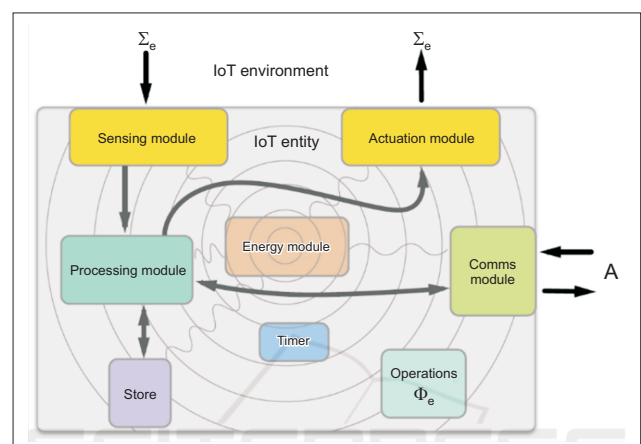 Σe
Σe
IoT environment
Sensing module
IoT entity
Actuation module
Energy module
Processing module
Comms
module
A
Timer
Store
Operations
Φe